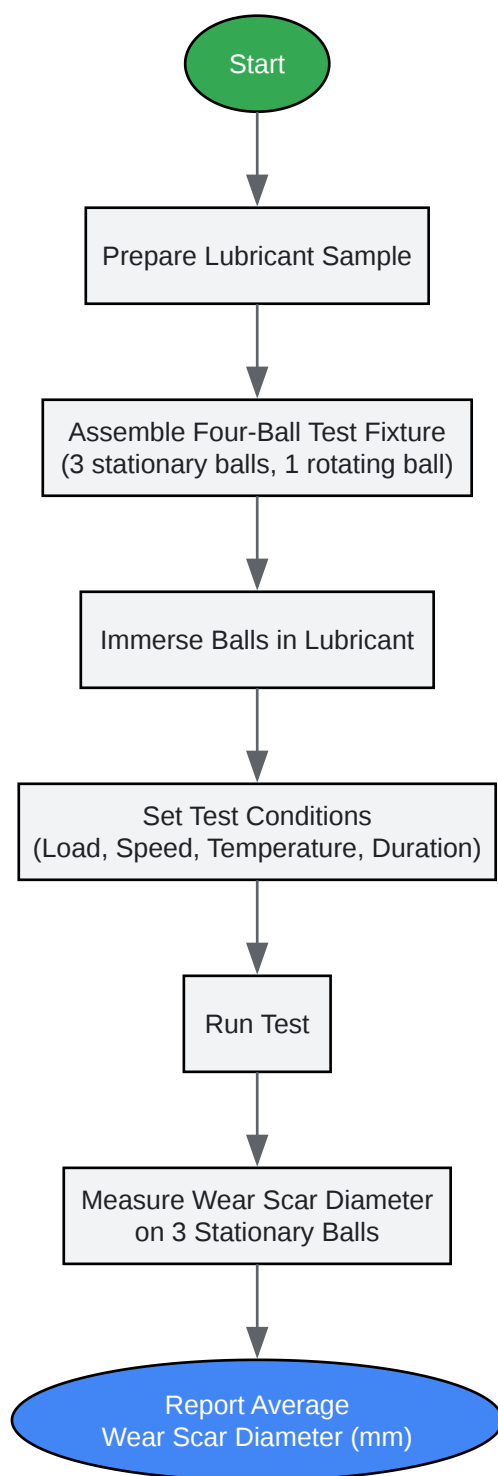 Start
Prepare Lubricant Sample
Assemble Four-Ball Test Fixture
(3 stationary balls, 1 rotating ball)
Immerse Balls in Lubricant
Set Test Conditions
(Load, Speed, Temperature, Duration)
Run Test
Measure Wear Scar Diameter
on 3 Stationary Balls
Report Average
Wear Scar Diameter (mm)